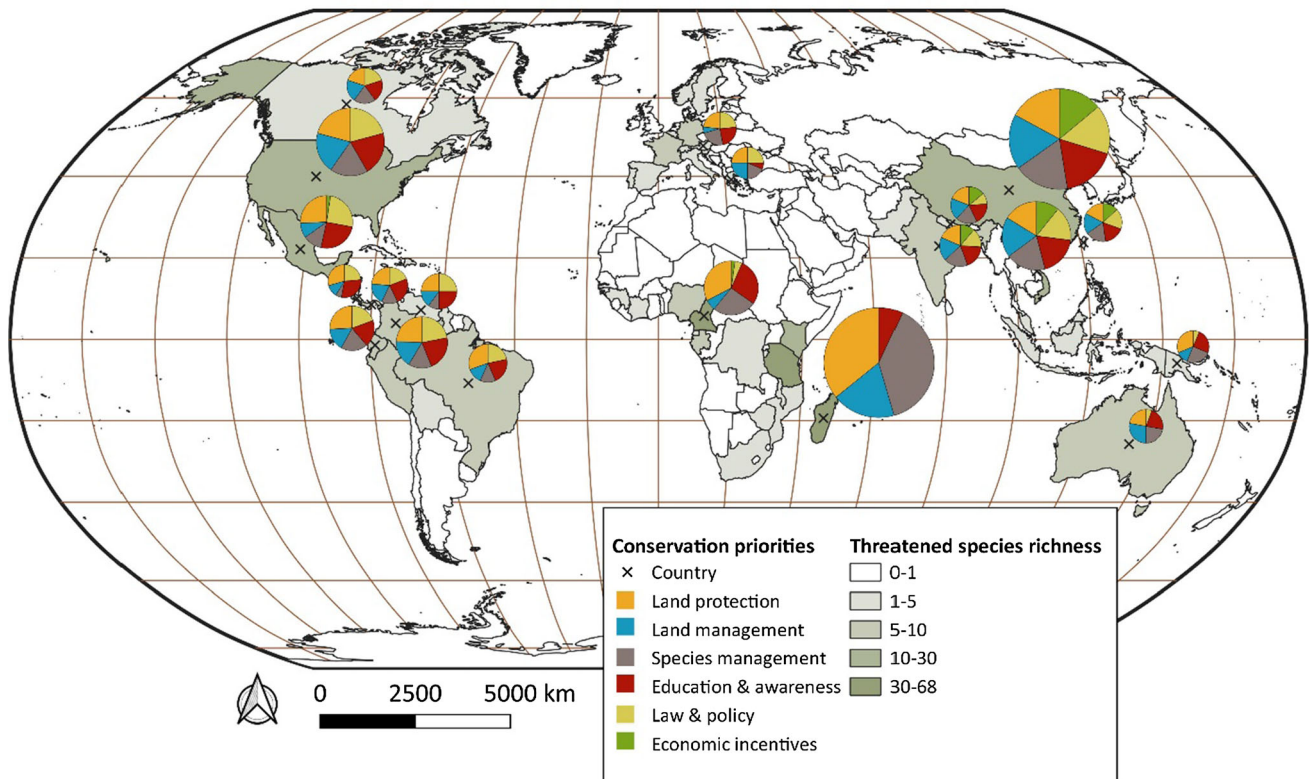 Conservation priorities
Country
Land protection
Land management
Species management
Education & awareness
Law & policy
Economic incentives
Threatened species richness
0-1
1-5
5-10
10-30
30-68
0 2500 5000 km